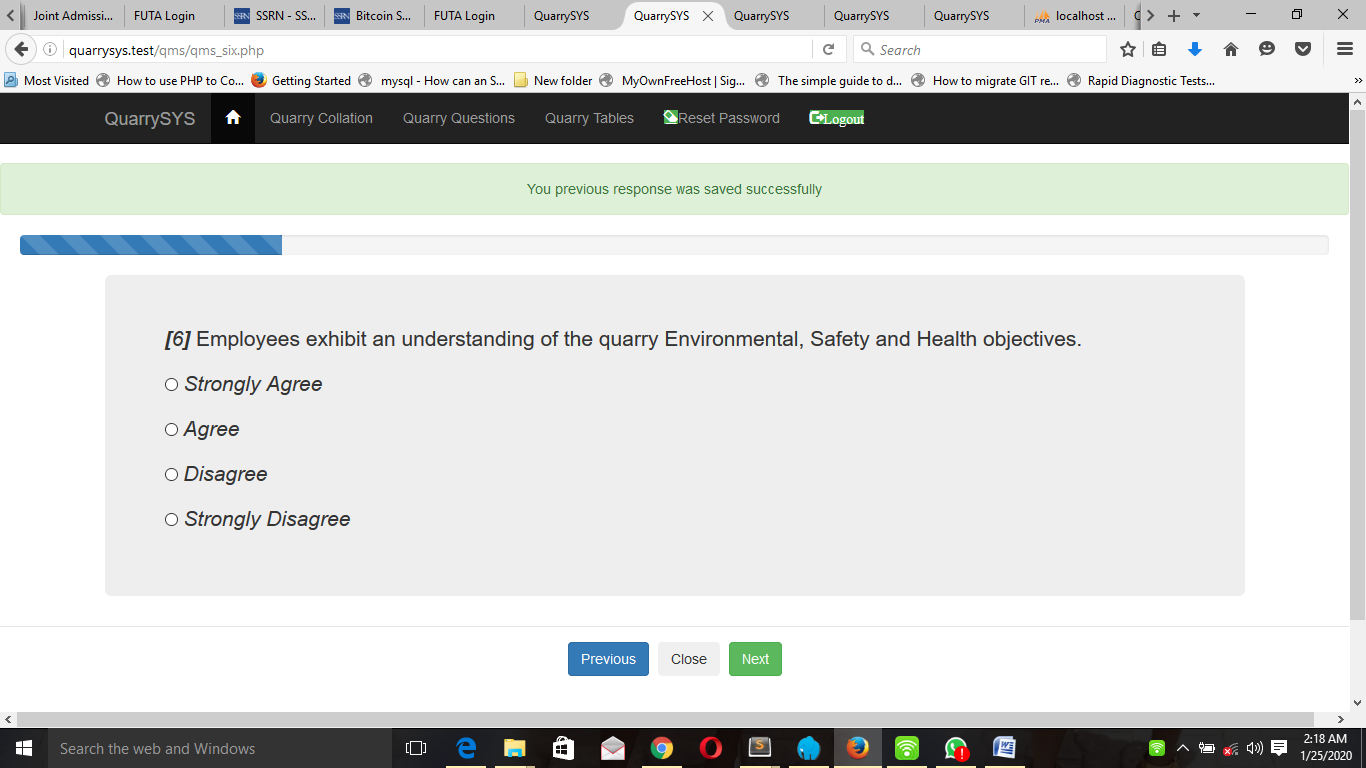 Joint Admissi...
FUTA Login
SSRN - SS...
Bitcoin S...
FUTA Login
QuarrySYS
QuarrySYS
QuarrySYS
QuarrySYS
QuarrySYS
localhost ...
quarrysys.test/qms/qms_six.php
Search
Most Visited
How to use PHP to Co...
Getting Started
mysql - How can an S...
New folder
MyOwnFreeHost | Sig...
The simple guide to d...
How to migrate GIT re...
Rapid Diagnostic Tests...
QuarrySYS
Quarry Collation
Quarry Questions
Quarry Tables
Reset Password
Logout
You previous response was saved successfully
[6] Employees exhibit an understanding of the quarry Environmental, Safety and Health objectives.
Strongly Agree
Agree
Disagree
Strongly Disagree
Previous
Close
Next
Search the web and Windows
2:18 AM
1/25/2020